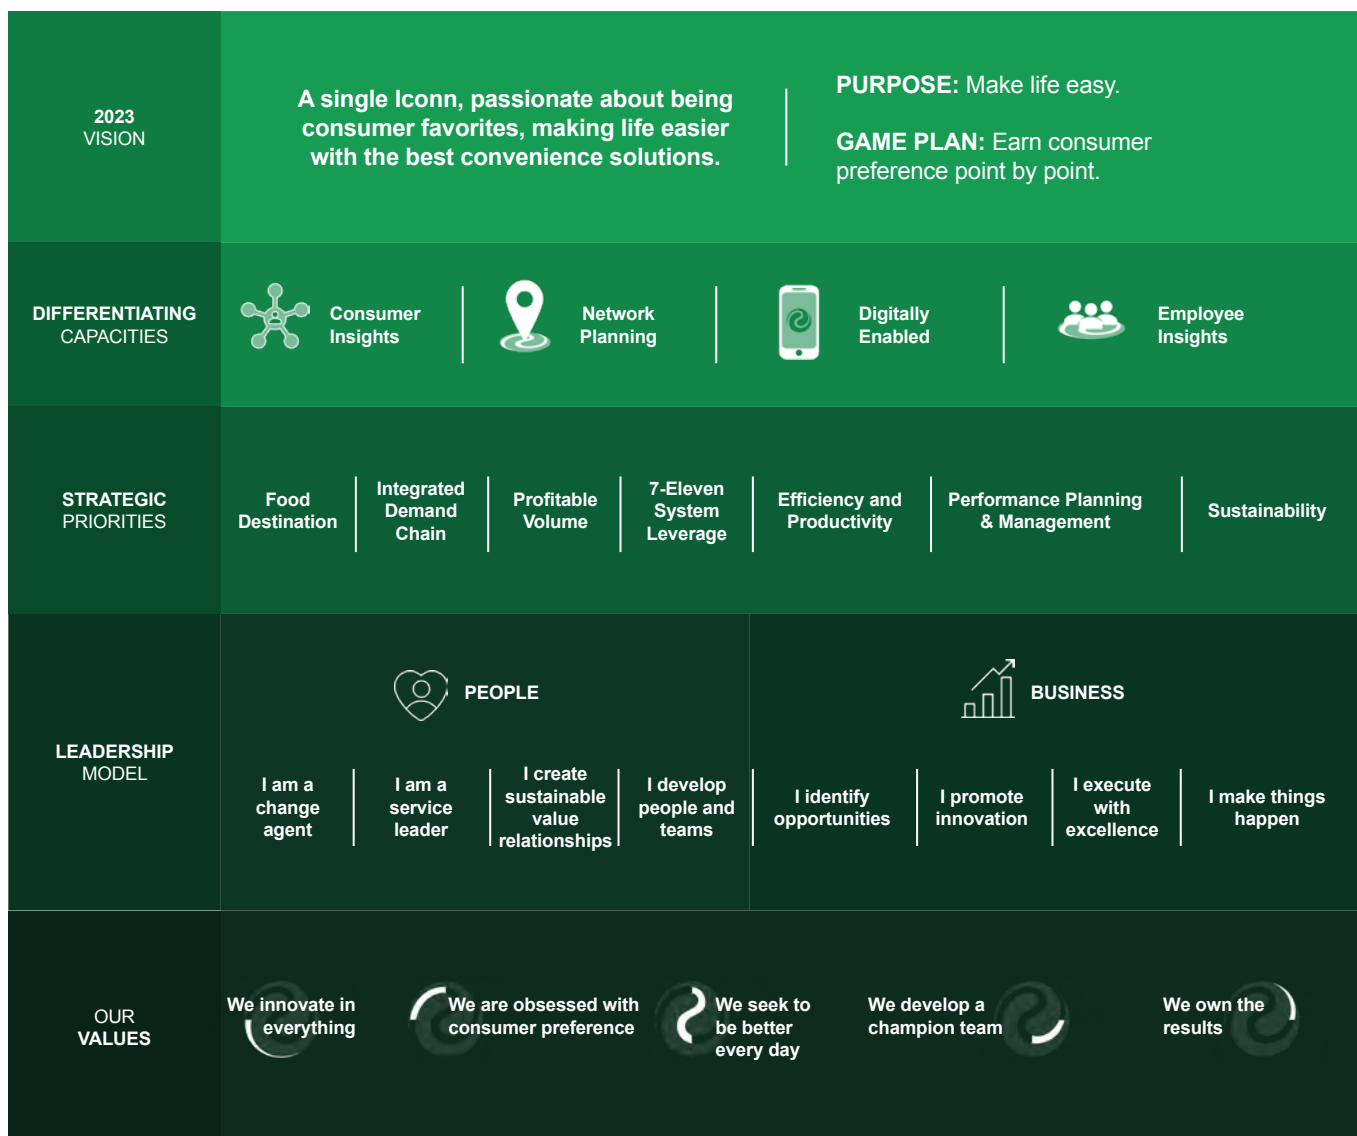 2023
VISION
A single Iconn, passionate about being
consumer favorites, making life easier
with the best convenience solutions.
PURPOSE: Make life easy.
GAME PLAN: Earn consumer
preference point by point.
DIFFERENTIATING
CAPACITIES
Consumer
Insights
Network
Planning
Digitally
Enabled
Employee
Insights
STRATEGIC
PRIORITIES
Food
Destination
Integrated
Demand
Chain
Profitable
Volume
7-Eleven
System
Leverage
Efficiency and
Productivity
Performance Planning
& Management
Sustainability
LEADERSHIP
MODEL
PEOPLE
I am a
change
agent
I am a
service
leader
I create
sustainable
value
relationships
I develop
people and
teams
BUSINESS
I identify
opportunities
I promote
innovation
I execute
with
excellence
I make things
happen
OUR
VALUES
We innovate in
everything
We are obsessed with
consumer preference
We seek to
be better
every day
We develop a
champion team
We own the
results